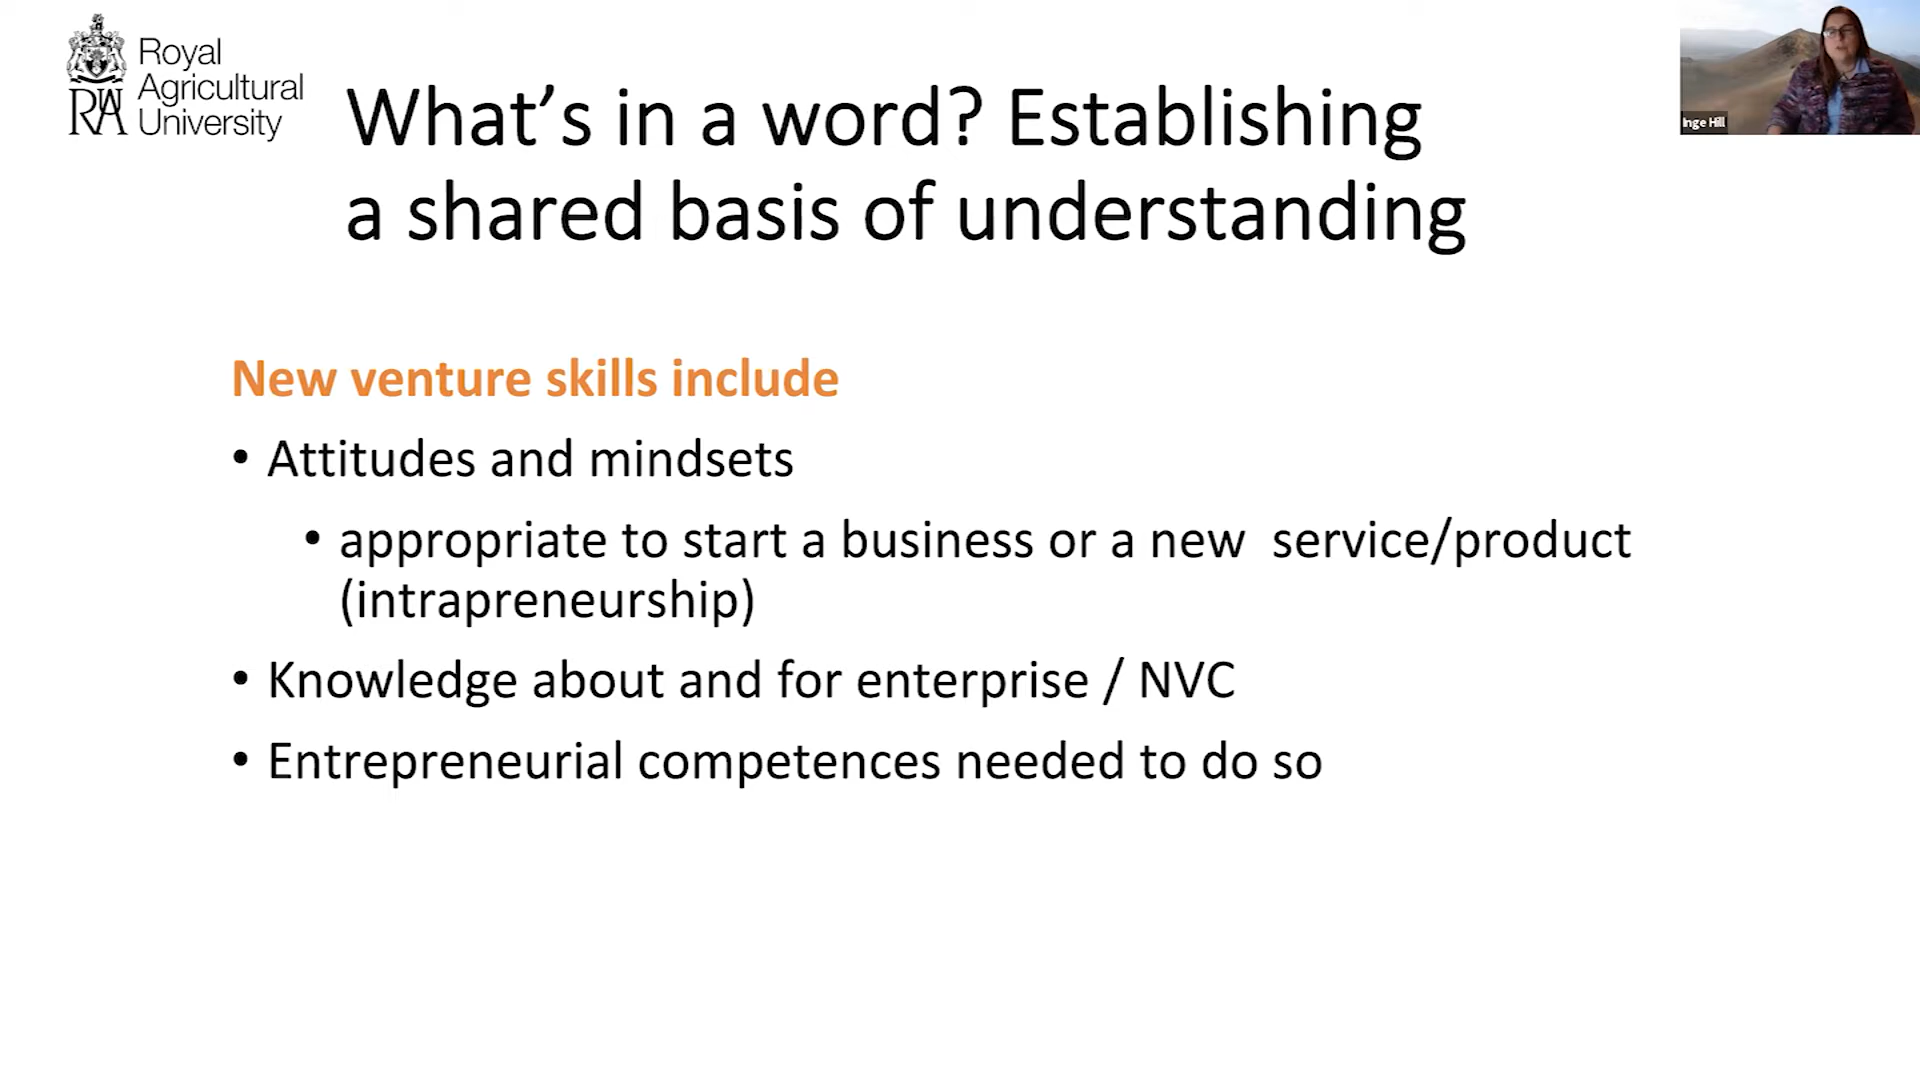 Royal
Agricultural
University
RAU
What’s in a word? Establishing
a shared basis of understanding
Inge Hill
New venture skills include
• Attitudes and mindsets
• appropriate to start a business or a new  service/product
(intrapreneurship)
• Knowledge about and for enterprise / NVC
• Entrepreneurial competences needed to do so